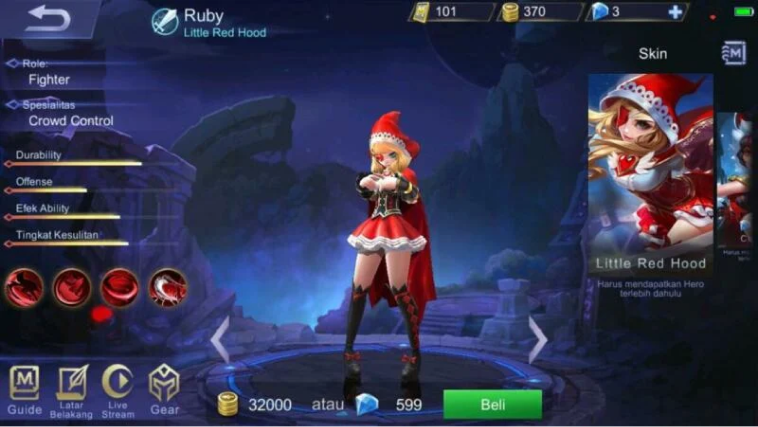 Ruby
Little Red Hood
101
370
3
Role:
Fighter
Spesialitas
Crowd Control
Durability
Offense
Efek Ability
Tingkat Kesulitan
Skin
M
Little Red Hood
Harus mendapatkan Hero
terlebih dahulu
M
Guide
Latar
Belakang
Live
Stream
Gear
32000 atau 599
Beli